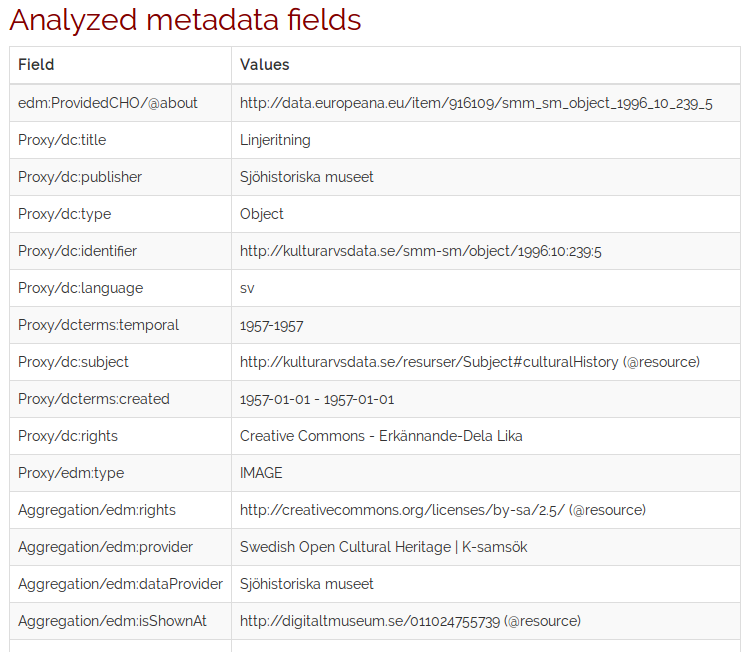 Analyzed metadata fields
Field Values
edm:ProvidedCHO/@about http://data.europeana.eu/item/916109/smm_sm_object_1996_10_239_5
Proxy/dc:title Linjeritning
Proxy/dc:publisher Sjöhistoriska museet
Proxy/dc:type Object
Proxy/dc:identifier http://kulturarvsdata.se/smm-sm/object/1996:10:239:5
Proxy/dc:language sv
Proxy/dcterms:temporal 1957-1957
Proxy/dc:subject http://kulturarvsdata.se/resurser/Subject#culturalHistory (@resource)
Proxy/dcterms:created 1957-01-01 - 1957-01-01
Proxy/dc:rights Creative Commons - Erkännande-Dela Lika
Proxy/edm:type IMAGE
Aggregation/edm:rights http://creativecommons.org/licenses/by-sa/2.5/ (@resource)
Aggregation/edm:provider Swedish Open Cultural Heritage | K-samsök
Aggregation/edm:dataProvider Sjöhistoriska museet
Aggregation/edm:isShownAt http://digitaltmuseum.se/011024755739 (@resource)